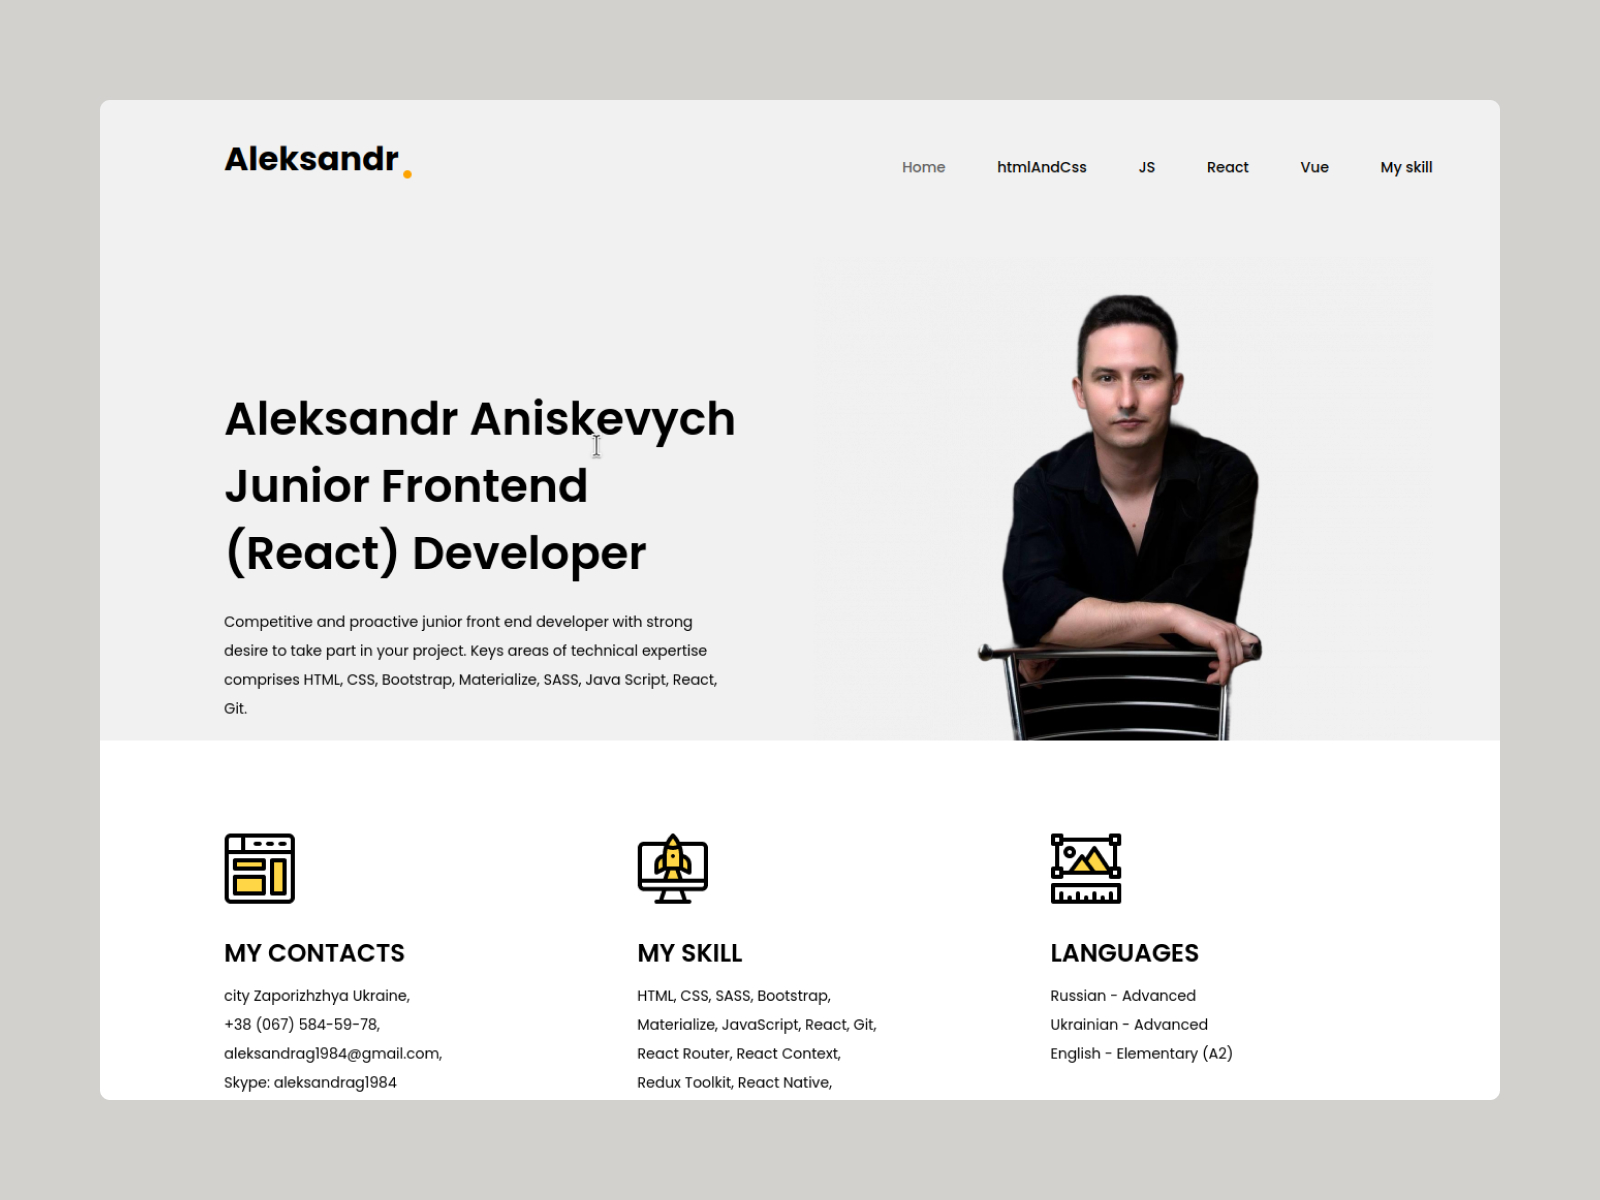 Aleksandr.
Home htmlAndCss JS React Vue My skill
Aleksandr Aniskevych
Junior Frontend
(React) Developer
Competitive and proactive junior front end developer with strong
desire to take part in your project. Keys areas of technical expertise
comprises HTML, CSS, Bootstrap, Materialize, SASS, Java Script, React,
Git.
MY CONTACTS
city Zaporizhzhya Ukraine,
+38 (067) 584-59-78,
aleksandrag1984@gmail.com,
Skype: aleksandrag1984
MY SKILL
HTML, CSS, SASS, Bootstrap,
Materialize, JavaScript, React, Git,
React Router, React Context,
Redux Toolkit, React Native,
LANGUAGES
Russian - Advanced
Ukrainian - Advanced
English - Elementary (A2)